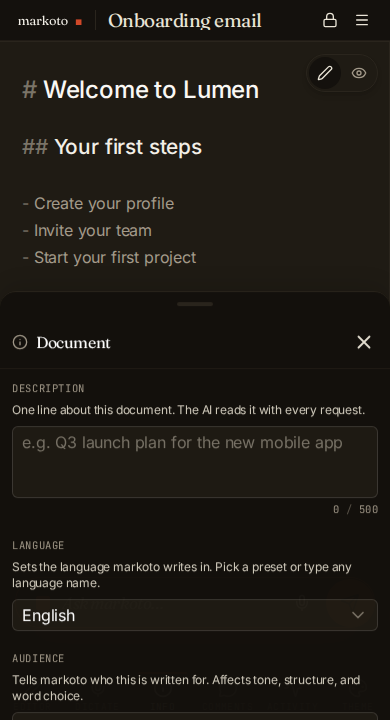 markoto
Onboarding email
# Welcome to Lumen
## Your first steps
- Create your profile
- Invite your team
- Start your first project
Document
DESCRIPTION
One line about this document. The AI reads it with every request.
e.g. Q3 launch plan for the new mobile app
0 / 500
LANGUAGE
Sets the language markoto writes in. Pick a preset or type any
language name.
English
AUDIENCE
Tells markoto who this is written for. Affects tone, structure, and
word choice.